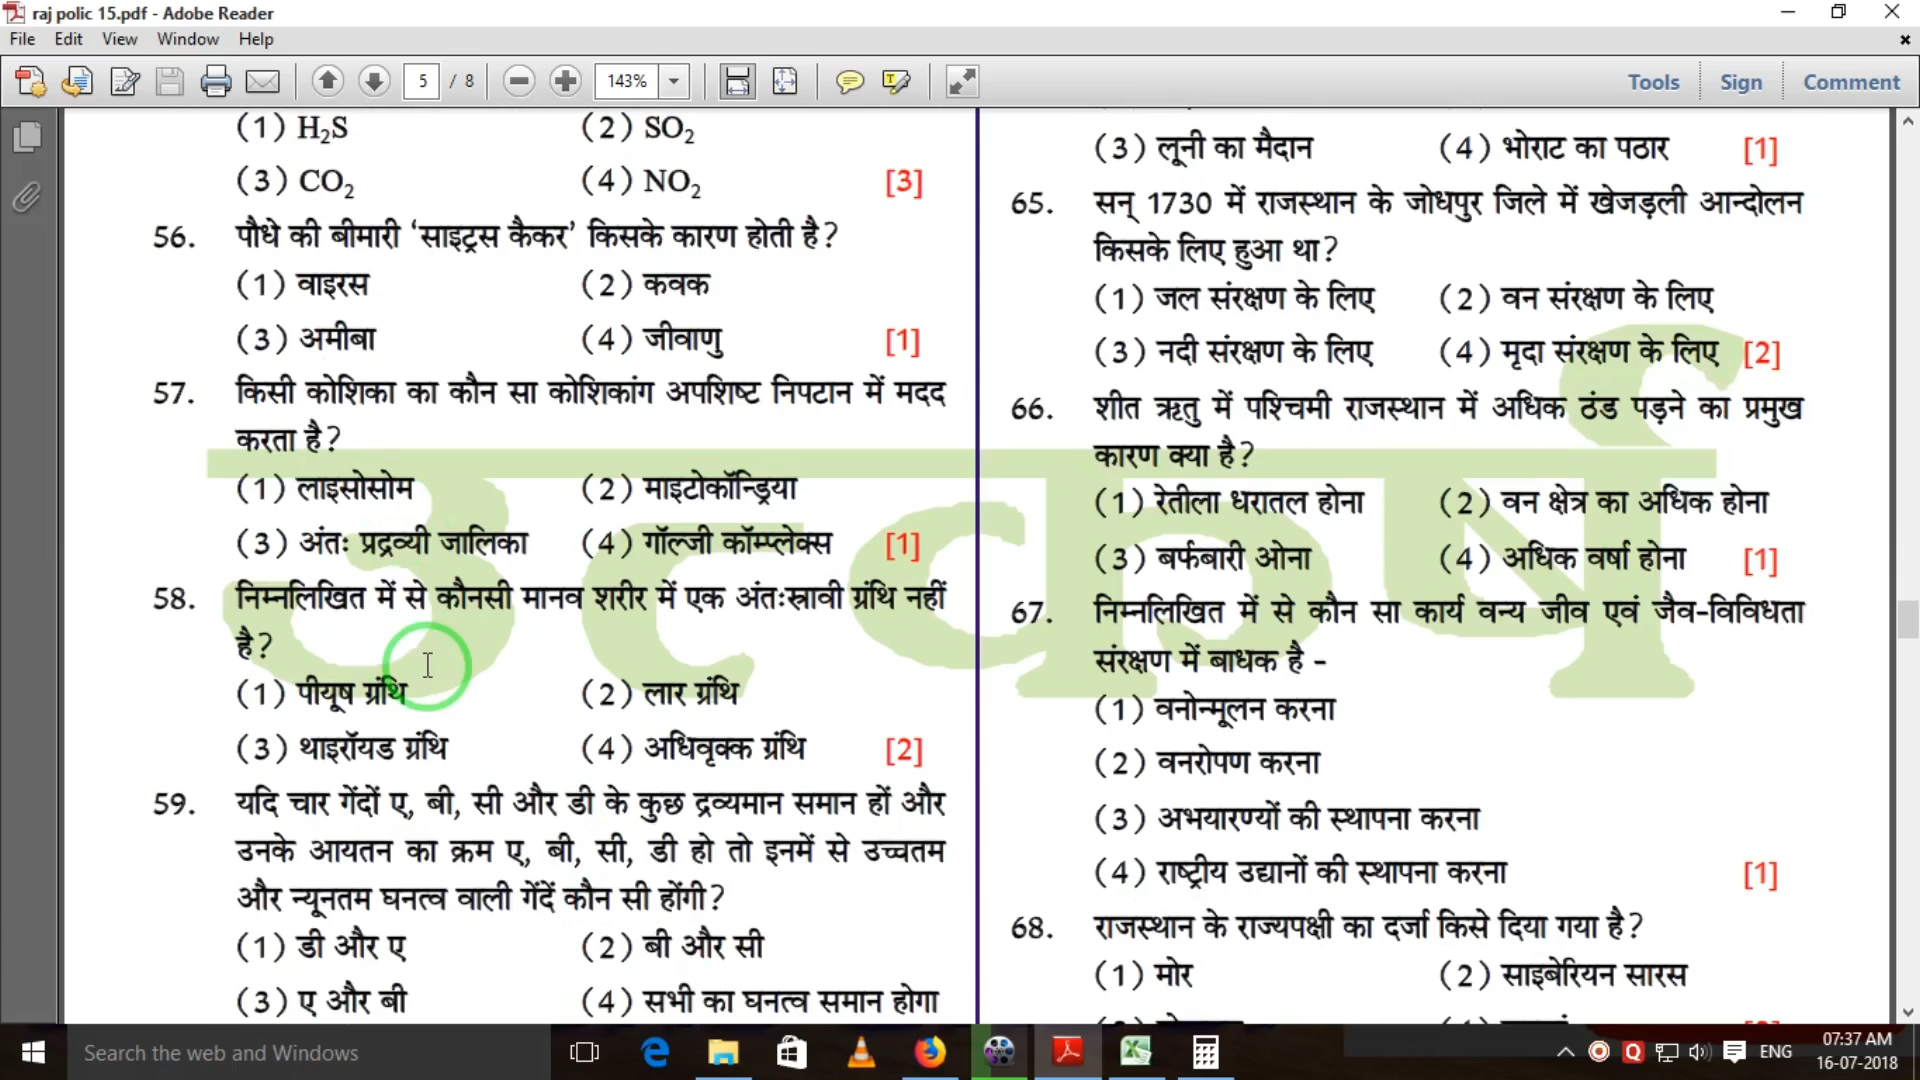 raj polic 15.pdf - Adobe Reader
File Edit View Window Help
5 / 8 143% Tools Sign Comment
(1) H₂S (2) SO₂
(3) CO₂ (4) NO₂ [3]
56. पौधे की बीमारी ‘साइट्रस कैकर’ किसके कारण होती है?
(1) वाइरस (2) कवक
(3) अमीबा (4) जीवाणु [1]
57. किसी कोशिका का कौन सा कोशिकांग अपशिष्ट निपटान में मदद
करता है?
(1) लाइसोसोम (2) माइटोकॉन्ड्रिया
(3) अंतः प्रद्रव्यी जालिका (4) गॉल्जी कॉम्प्लेक्स [1]
58. निम्नलिखित में से कौनसी मानव शरीर में एक अंतःस्रावी ग्रंथि नहीं
है?
(1) पीयूष ग्रंथि (2) लार ग्रंथि
(3) थाइरॉयड ग्रंथि (4) अधिवृक्क ग्रंथि [2]
59. यदि चार गेंदों ए, बी, सी और डी के कुछ द्रव्यमान समान हों और
उनके आयतन का क्रम ए, बी, सी, डी हो तो इनमें से उच्चतम
और न्यूनतम घनत्व वाली गेंदें कौन सी होंगी?
(1) डी और ए (2) बी और सी
(3) ए और बी (4) सभी का घनत्व समान होगा
(3) लूनी का मैदान (4) भोराट का पठार [1]
65. सन् 1730 में राजस्थान के जोधपुर जिले में खेजड़ली आन्दोलन
किसके लिए हुआ था?
(1) जल संरक्षण के लिए (2) वन संरक्षण के लिए
(3) नदी संरक्षण के लिए (4) मृदा संरक्षण के लिए [2]
66. शीत ऋतु में पश्चिमी राजस्थान में अधिक ठंड पड़ने का प्रमुख
कारण क्या है?
(1) रेतीला धरातल होना (2) वन क्षेत्र का अधिक होना
(3) बर्फबारी ओना (4) अधिक वर्षा होना [1]
67. निम्नलिखित में से कौन सा कार्य वन्य जीव एवं जैव-विविधता
संरक्षण में बाधक है -
(1) वनोन्मूलन करना
(2) वनरोपण करना
(3) अभयारण्यों की स्थापना करना
(4) राष्ट्रीय उद्यानों की स्थापना करना [1]
68. राजस्थान के राज्यपक्षी का दर्जा किसे दिया गया है?
(1) मोर (2) साइबेरियन सारस
उत्कर्ष
Search the web and Windows
ENG
07:37 AM
16-07-2018